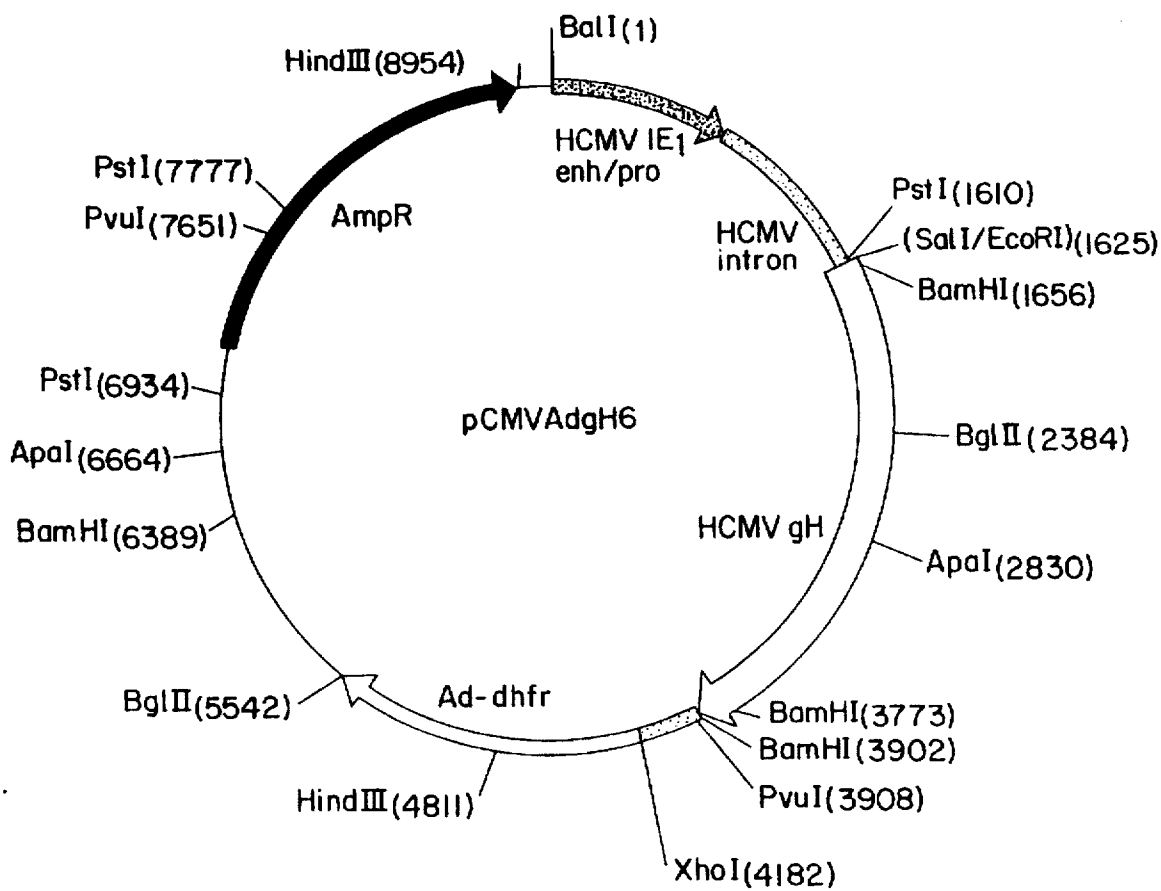 BalI(1)
HindIII(8954)
HCMV IE1
enh/pro
PstI(7777)
PvuI(7651)
AmpR
PstI(1610)
HCMV
intron
(SalI/EcoRI)(1625)
BamHI(1656)
PstI(6934)
pCMVAdgH6
BglII(2384)
ApaI(6664)
BamHI(6389)
HCMV gH
ApaI(2830)
BglII(5542)
Ad-dhfr
BamHI(3773)
BamHI(3902)
PvuI(3908)
HindIII(4811)
XhoI(4182)